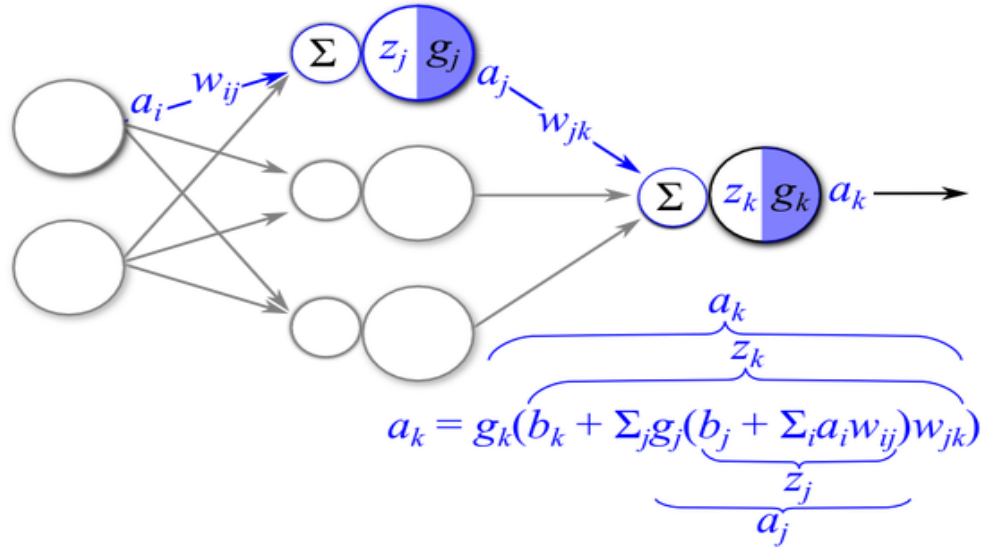 Σ z_j g_j
a_i w_ij a_j
w_jk
Σ z_k g_k a_k
a_k
z_k
a_k = g_k(b_k + Σ_j g_j(b_j + Σ_i a_i w_ij)w_jk)
z_j
a_j